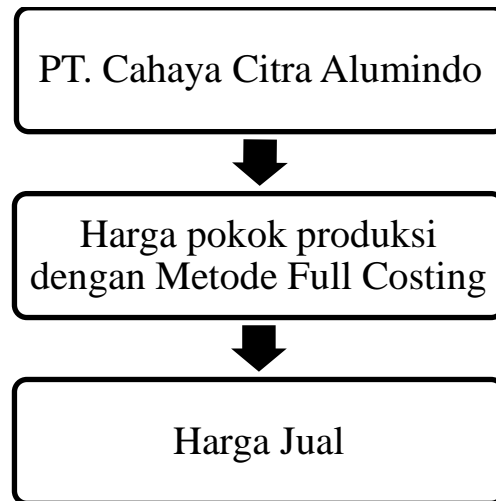 PT. Cahaya Citra Alumindo
Harga pokok produksi
dengan Metode Full Costing
Harga Jual